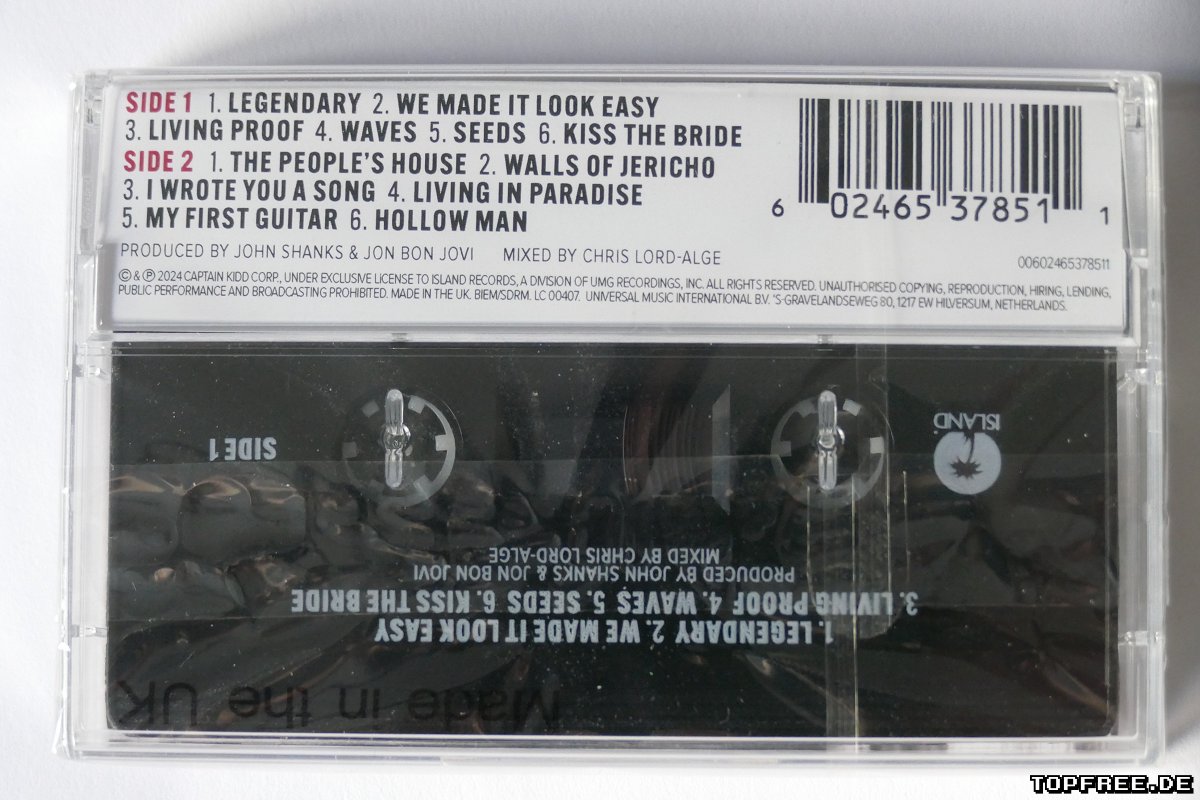 SIDE 1 1. LEGENDARY 2. WE MADE IT LOOK EASY
3. LIVING PROOF 4. WAVES 5. SEEDS 6. KISS THE BRIDE
SIDE 2 1. THE PEOPLE'S HOUSE 2. WALLS OF JERICHO
3. I WROTE YOU A SONG 4. LIVING IN PARADISE
5. MY FIRST GUITAR 6. HOLLOW MAN
PRODUCED BY JOHN SHANKS & JON BON JOVI MIXED BY CHRIS LORD-ALGE
© & ℗ 2024 CAPTAIN KIDD CORP., UNDER EXCLUSIVE LICENSE TO ISLAND RECORDS, A DIVISION OF UMG RECORDINGS, INC. ALL RIGHTS RESERVED. UNAUTHORISED COPYING, REPRODUCTION, HIRING, LENDING,
PUBLIC PERFORMANCE AND BROADCASTING PROHIBITED. MADE IN THE UK. BIEM/SDRM. LC 00407. UNIVERSAL MUSIC INTERNATIONAL B.V. 'S-GRAVELANDSEWEG 80, 1217 EW HILVERSUM, NETHERLANDS.
6 02465 37851 1
00602465378511
Made in the UK
1. LEGENDARY 2. WE MADE IT LOOK EASY
3. LIVING PROOF 4. WAVES 5. SEEDS 6. KISS THE BRIDE
PRODUCED BY JOHN SHANKS & JON BON JOVI
MIXED BY CHRIS LORD-ALGE
ISLAND
SIDE 1
TOPFREE.DE